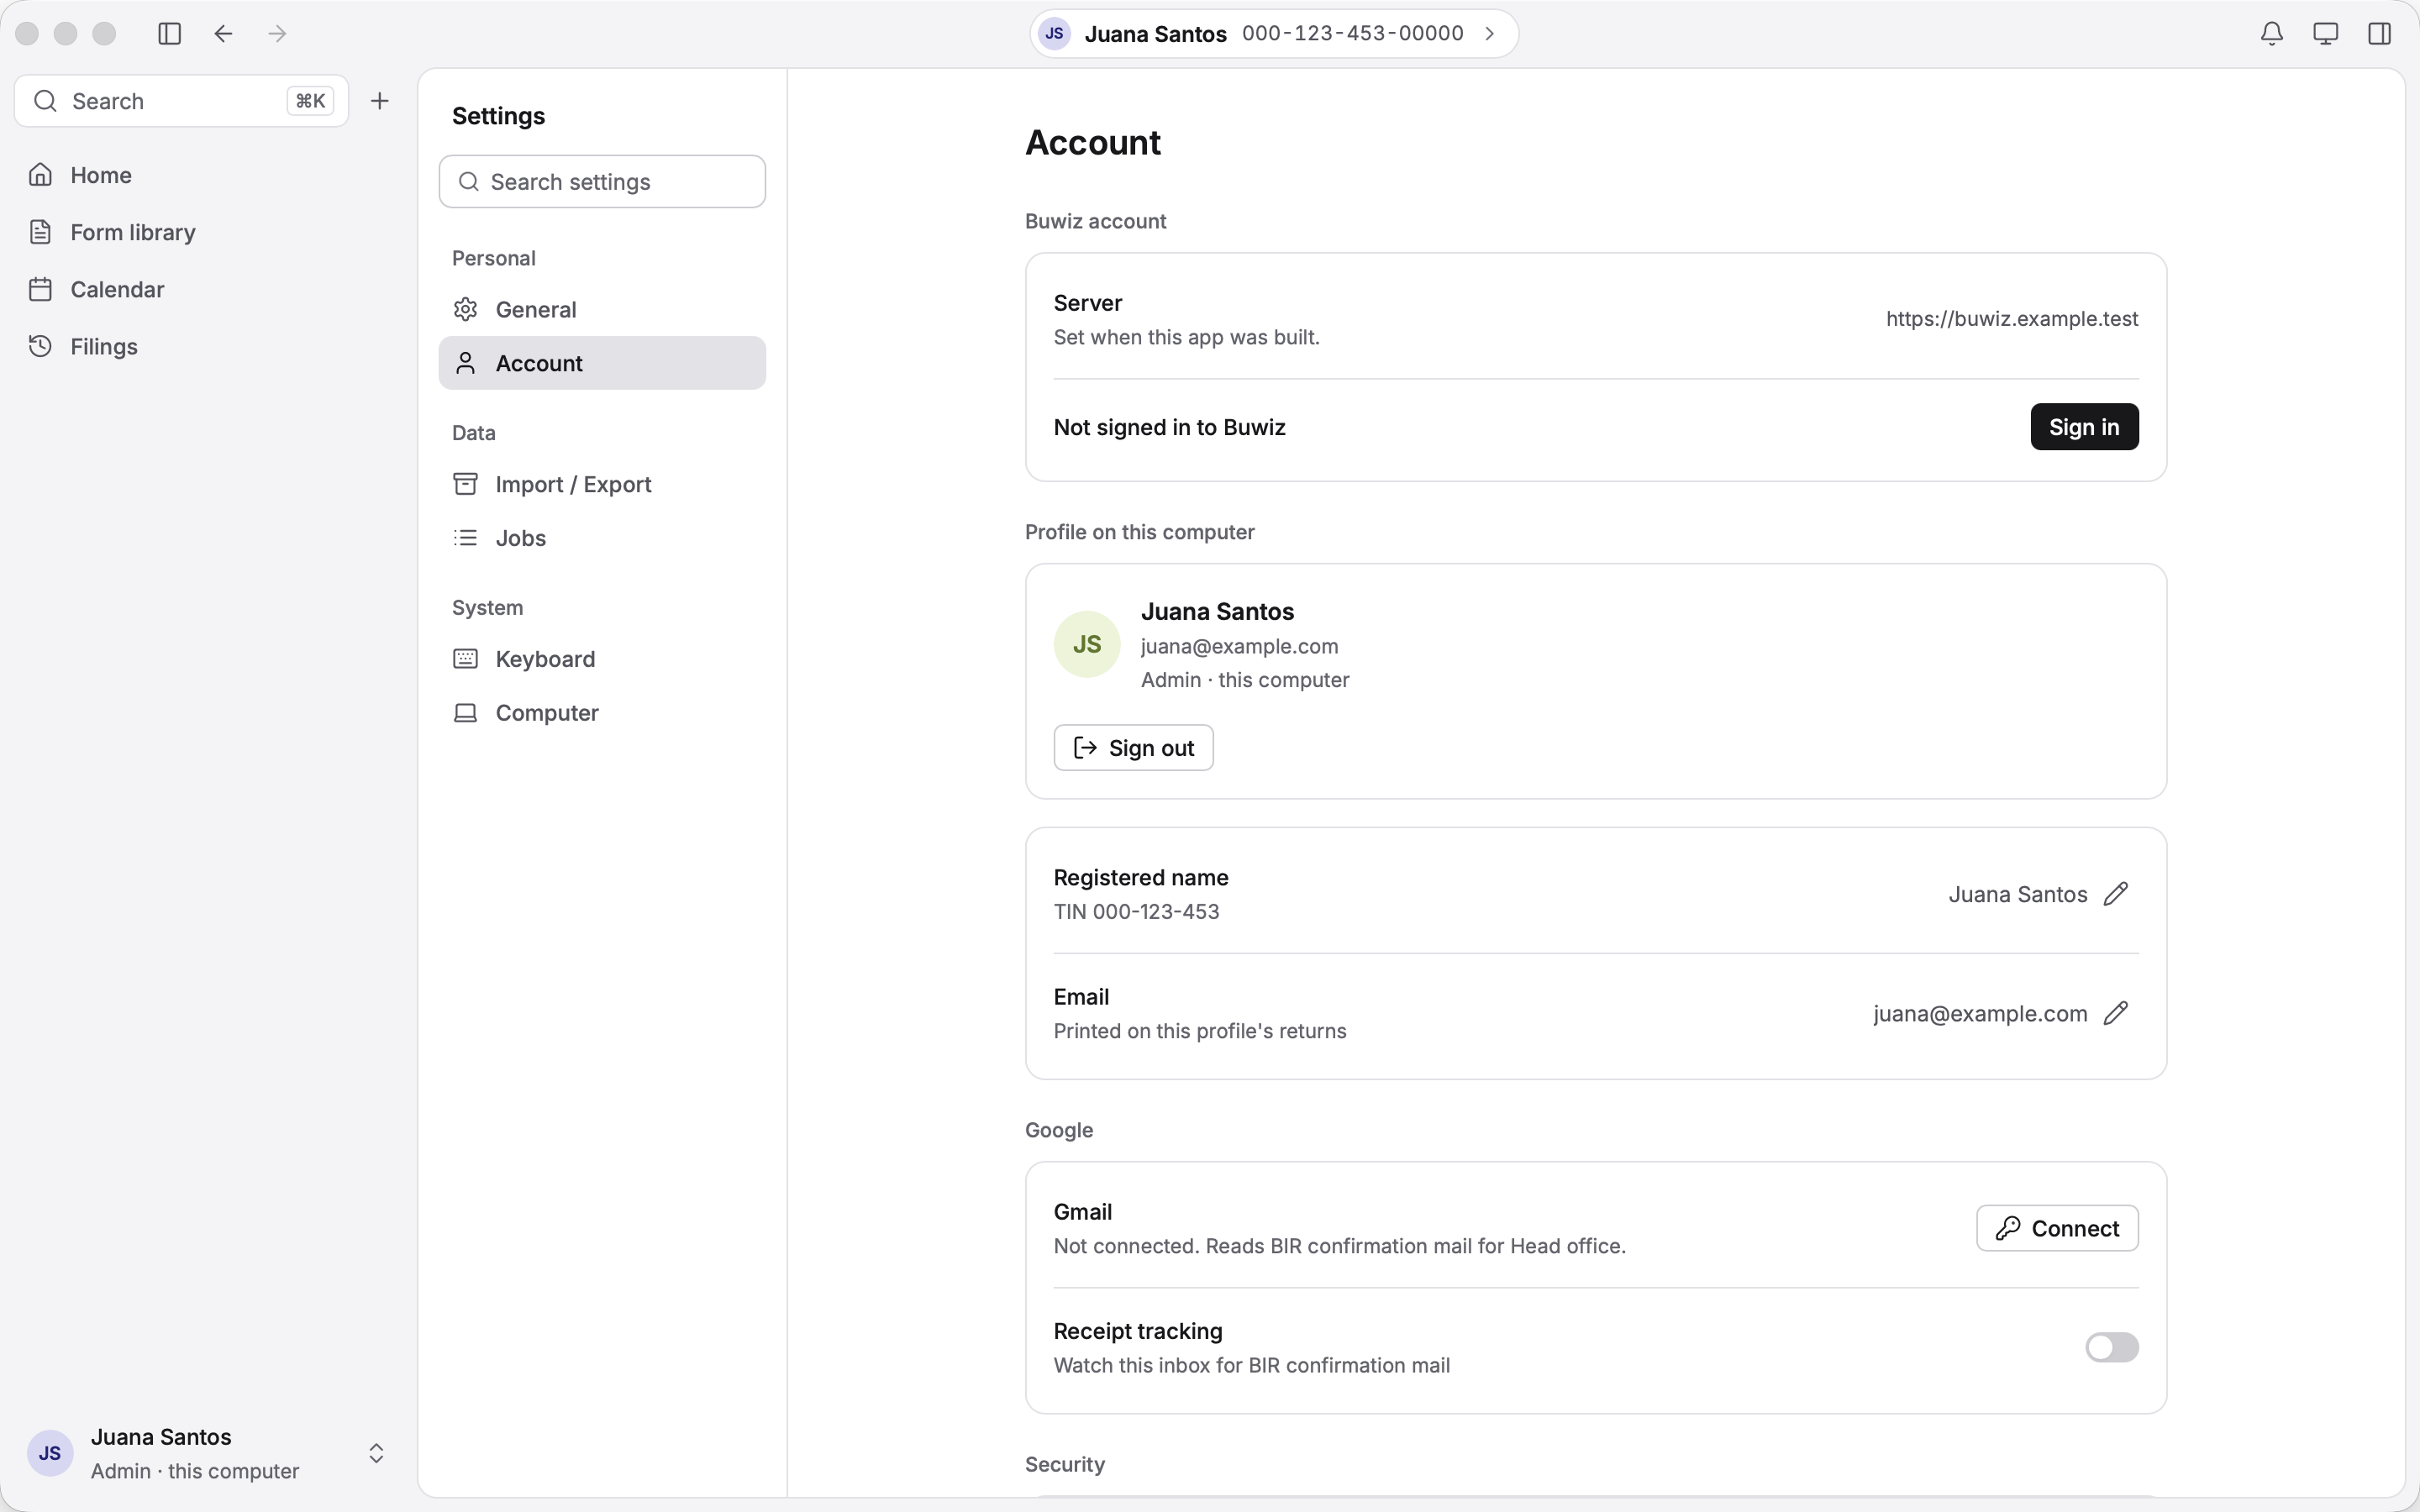 JS Juana Santos 000-123-453-00000
Search ⌘K
Home
Form library
Calendar
Filings
JS Juana Santos
Admin · this computer
Settings
Search settings
Personal
General
Account
Data
Import / Export
Jobs
System
Keyboard
Computer
Account
Buwiz account
Server
Set when this app was built.
https://buwiz.example.test
Not signed in to Buwiz
Sign in
Profile on this computer
JS
Juana Santos
juana@example.com
Admin · this computer
Sign out
Registered name
TIN 000-123-453
Juana Santos
Email
Printed on this profile's returns
juana@example.com
Google
Gmail
Not connected. Reads BIR confirmation mail for Head office.
Connect
Receipt tracking
Watch this inbox for BIR confirmation mail
Security